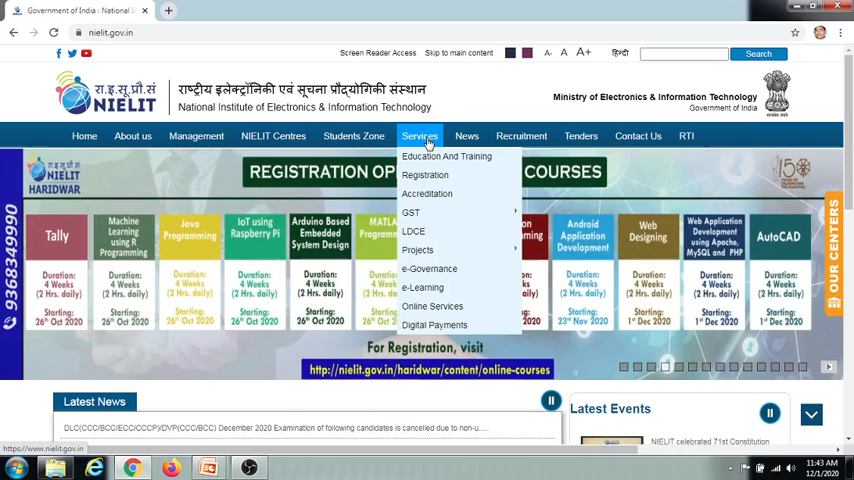 Government of India : National I
nielit.gov.in
Screen Reader Access Skip to main content A- A A+ हिन्दी Search
रा.इ.सू.प्रौ.सं
NIELIT
राष्ट्रीय इलेक्ट्रॉनिकी एवं सूचना प्रौद्योगिकी संस्थान
National Institute of Electronics & Information Technology
Ministry of Electronics & Information Technology
Government of India
Home About us Management NIELIT Centres Students Zone Services News Recruitment Tenders Contact Us RTI
Education And Training
Registration
Accreditation
GST
LDCE
Projects
e-Governance
e-Learning
Online Services
Digital Payments
रा.इ.सू.प्रौ.सं
NIELIT
HARIDWAR
REGISTRATION OP COURSES
9368349990
Tally
Duration:
4 Weeks
(2 Hrs. daily)
Starting:
26th Oct 2020
Machine
Learning
using R
Programming
Duration:
4 Weeks
(2 Hrs. daily)
Starting:
26th Oct 2020
Java
Programming
Duration:
4 Weeks
(2 Hrs. daily)
Starting:
26th Oct 2020
IoT using
Raspbery Pi
Duration:
4 Weeks
(2 Hrs. daily)
Starting:
26th Oct 2020
Arduino Based
Embedded
System Design
Duration:
4 Weeks
(2 Hrs. daily)
Starting:
26th Oct 2020
Android
Application
Development
Duration:
4 Weeks
(2 Hrs. daily)
Starting:
23rd Nov 2020
Web
Designing
Duration:
4 Weeks
(2 Hrs. daily)
Starting:
1st Dec 2020
Web Application
Development
using Apache,
MySQL and PHP
Duration:
4 Weeks
(2 Hrs. daily)
Starting:
1st Dec 2020
AutoCAD
Duration:
4 Weeks
(2 Hrs. daily)
Starting:
1st Dec 2020
OUR CENTERS
For Registration, visit
http://nielit.gov.in/haridwar/content/online-courses
Latest News
DLC(CCC/BCC/ECC/CCCP)/DVP(CCC/BCC) December 2020 Examination of following candidates is cancelled due to non-u.....
Latest Events
NIELIT celebrated 71st Constitution
https://www.nielit.gov.in
11:43 AM
12/1/2020